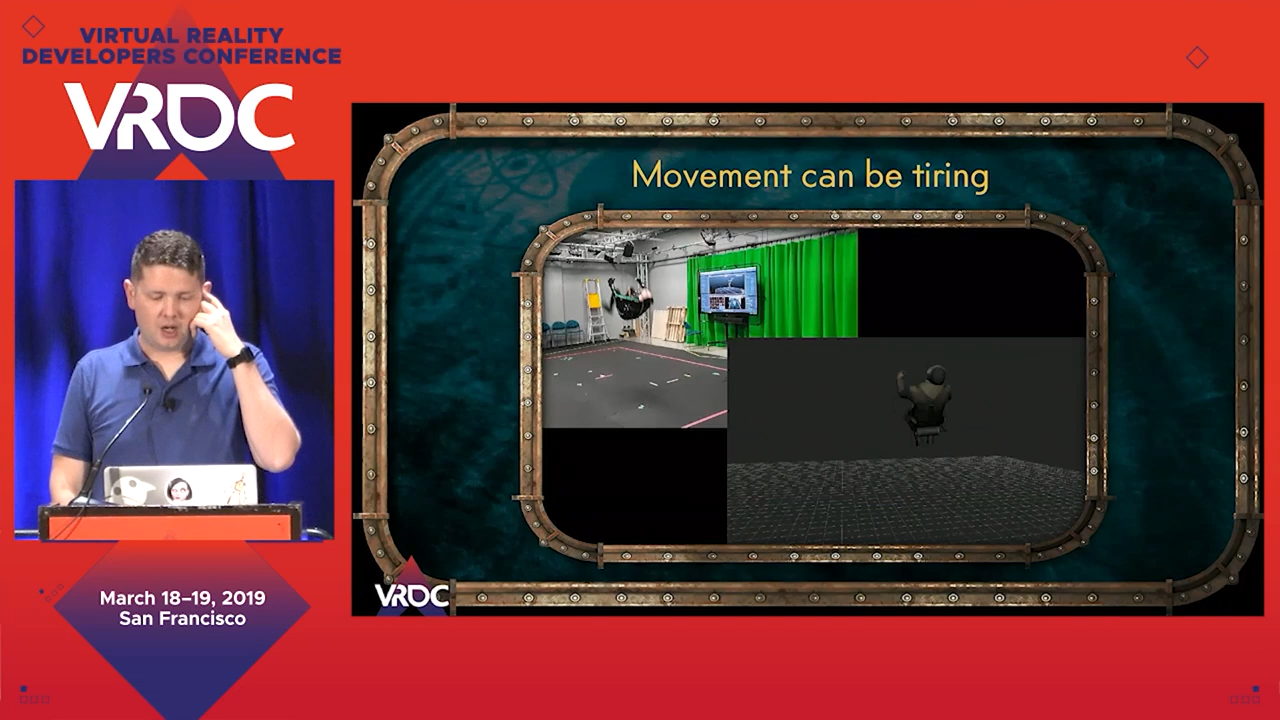 VIRTUAL REALITY
DEVELOPERS CONFERENCE
VRDC
Movement can be tiring
VRDC
March 18–19, 2019
San Francisco